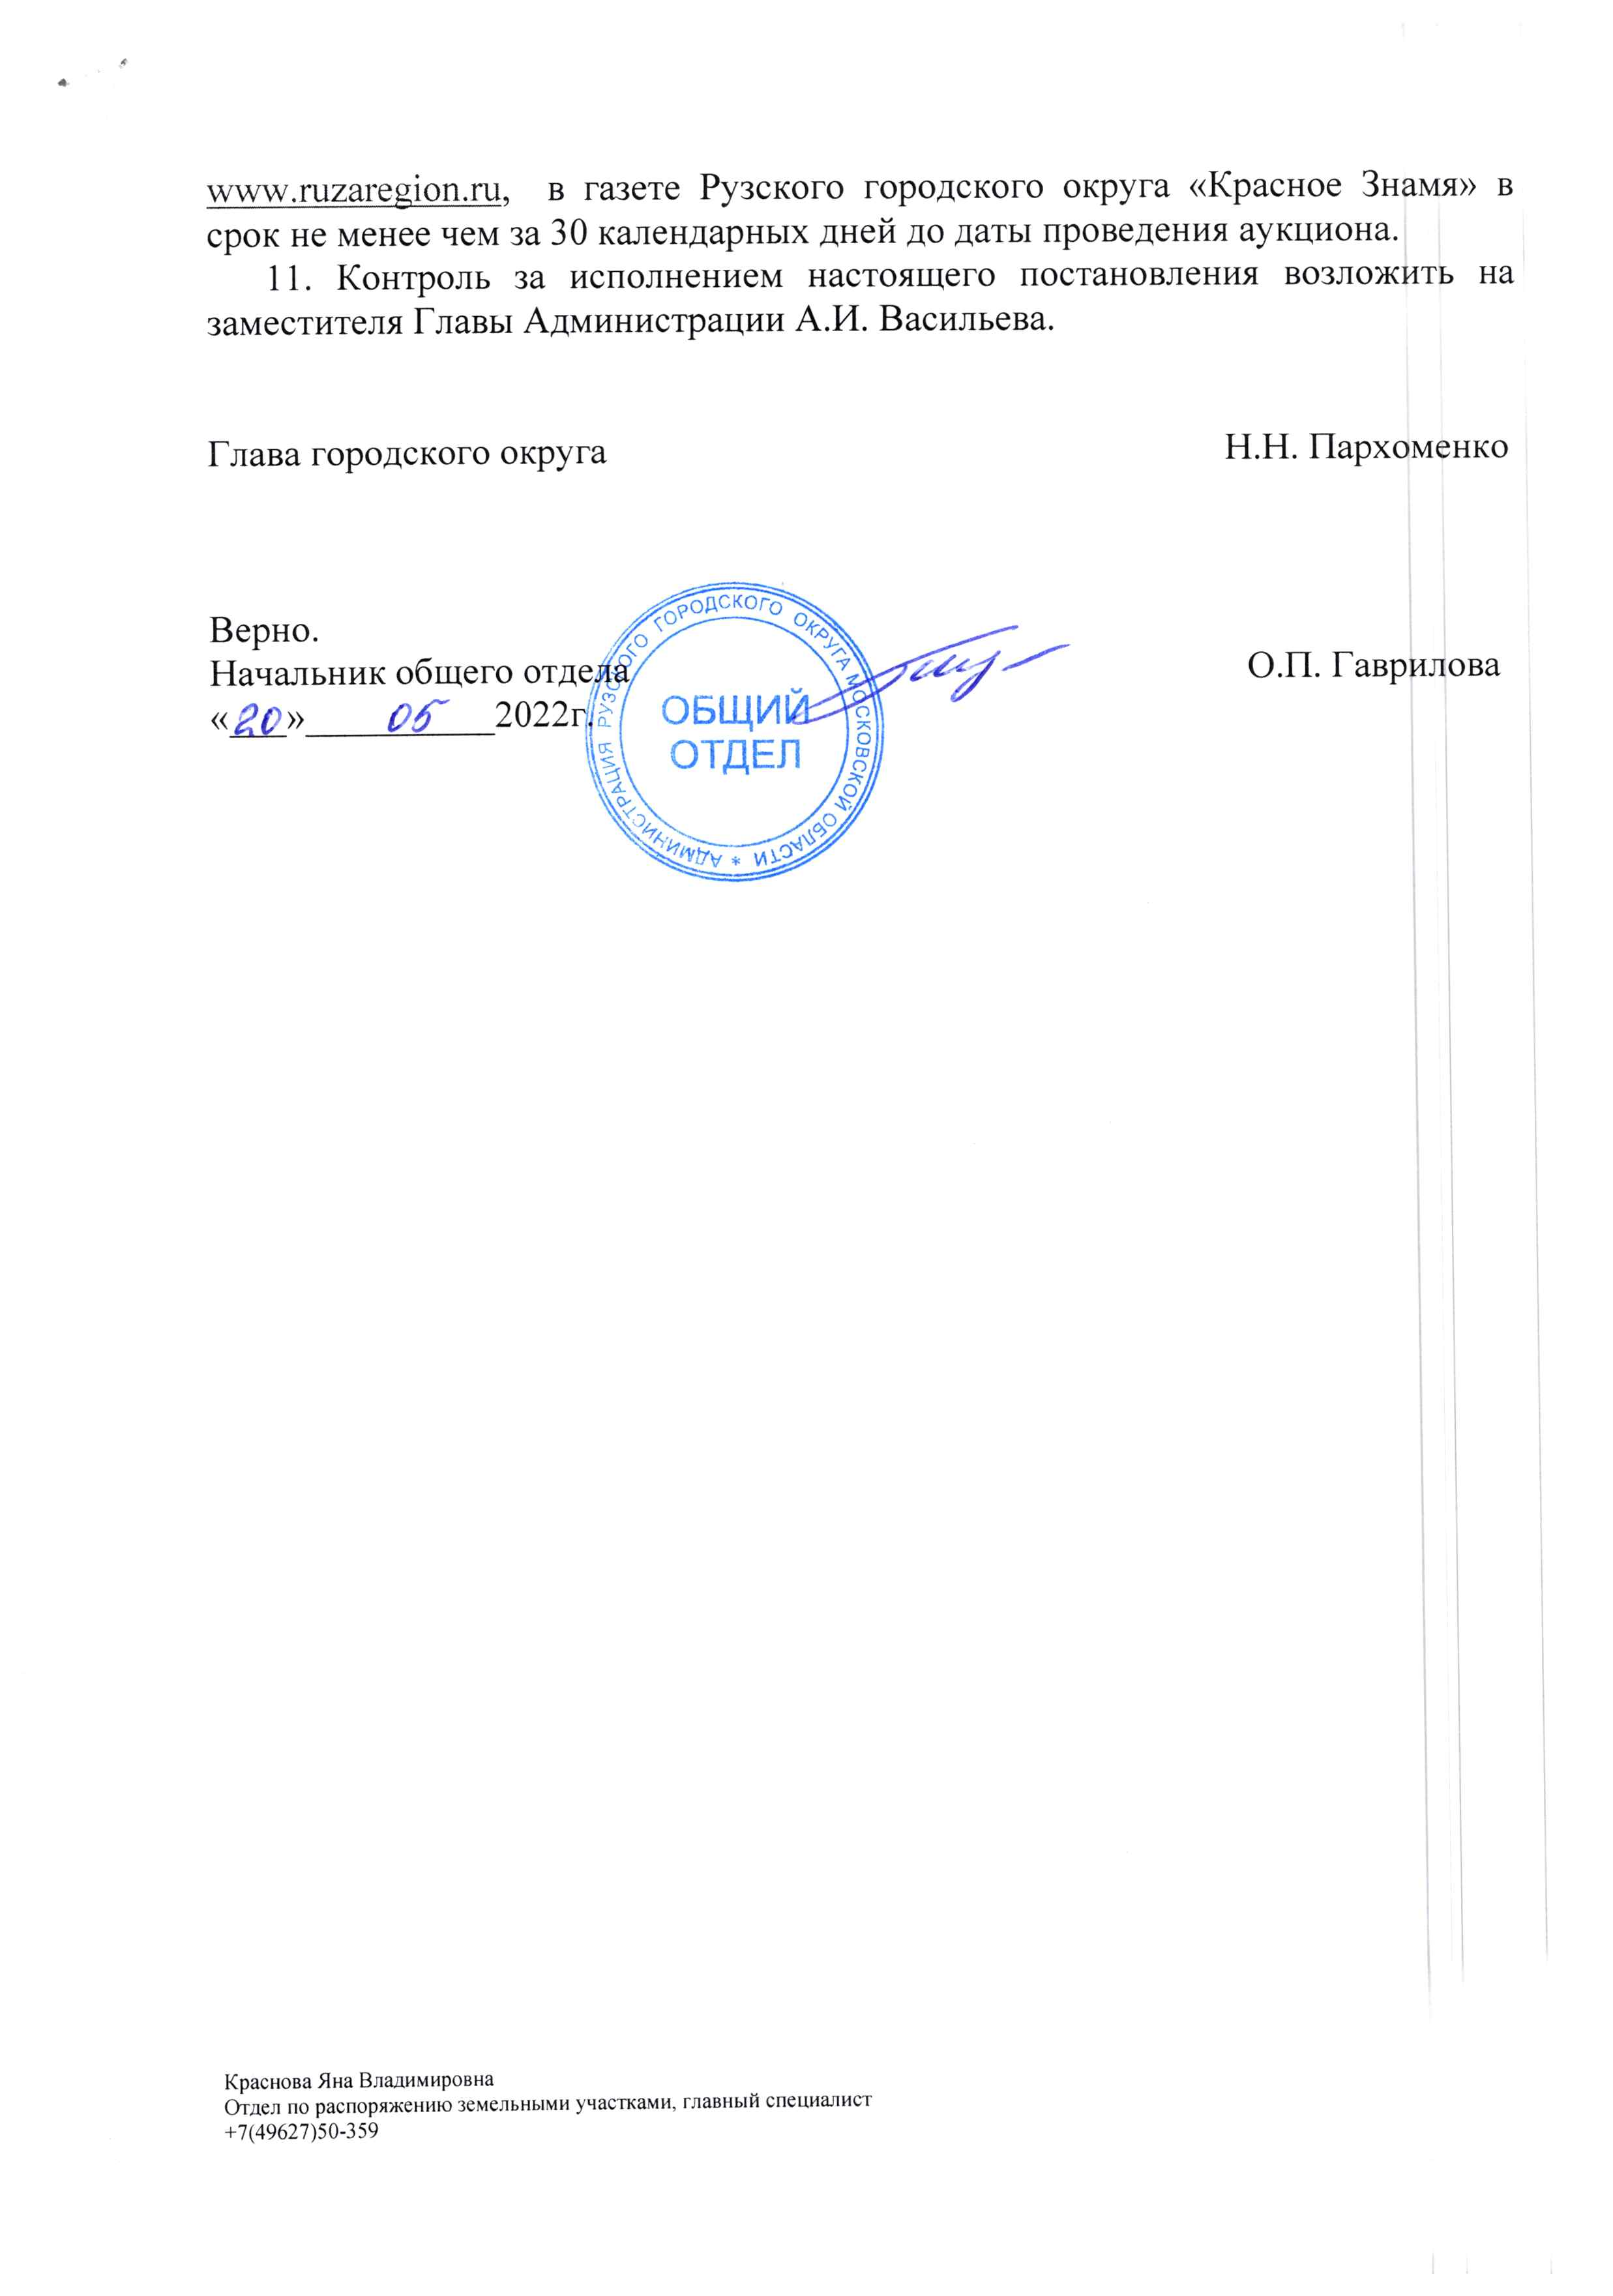 www.ruzaregion.ru, в газете Рузского городского округа «Красное Знамя» в
срок не менее чем за 30 календарных дней до даты проведения аукциона.
11. Контроль за исполнением настоящего постановления возложить на
заместителя Главы Администрации А.И. Васильева.
Глава городского округа Н.Н. Пархоменко
Верно.
Начальник общего отдела О.П. Гаврилова
«20» 05 2022г.
АДМИНИСТРАЦИЯ РУЗСКОГО ГОРОДСКОГО ОКРУГА МОСКОВСКОЙ ОБЛАСТИ *
ОБЩИЙ
ОТДЕЛ
Краснова Яна Владимировна
Отдел по распоряжению земельными участками, главный специалист
+7(49627)50-359